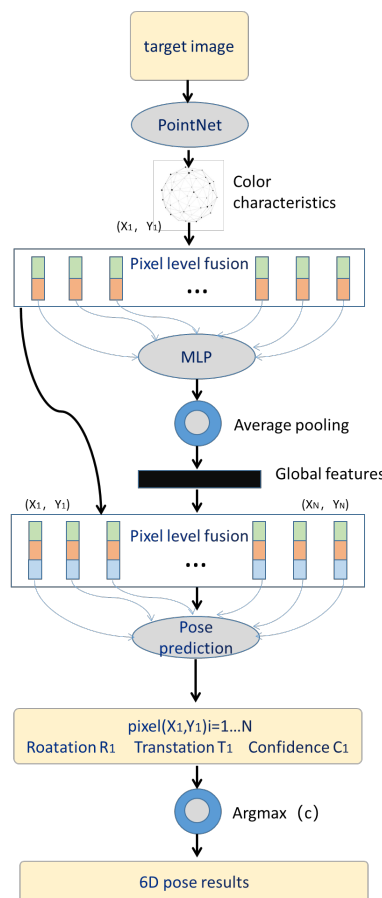 target image
PointNet
Color
characteristics
(X1, Y1)
Pixel level fusion
...
MLP
Average pooling
Global features
(X1, Y1)
(XN, YN)
Pixel level fusion
...
Pose
prediction
pixel(X1,Y1)i=1...N
Roatation R1 Transtation T1 Confidence C1
Argmax (c)
6D pose results